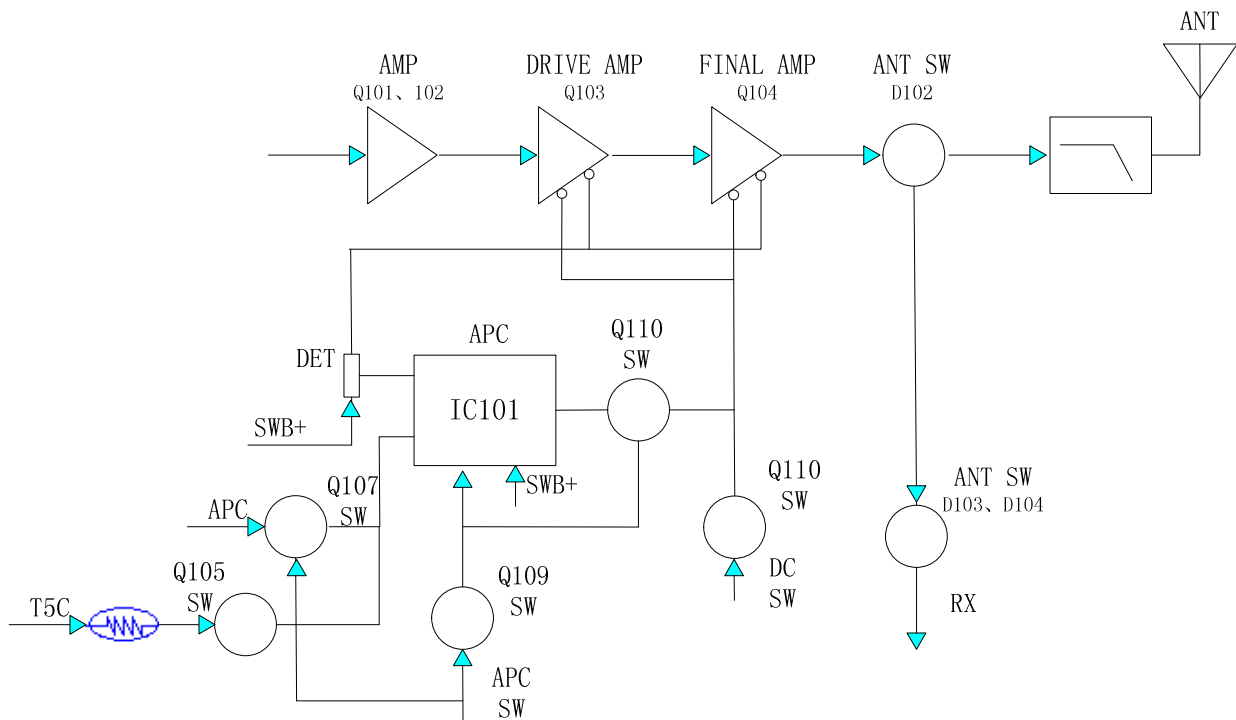 ANT
AMP
Q101、102
DRIVE AMP
Q103
FINAL AMP
Q104
ANT SW
D102
APC
Q110
SW
DET
IC101
SWB+
SWB+
Q110
SW
ANT SW
D103、D104
APC
Q107
SW
Q105
SW
Q109
SW
DC
SW
T5C
RX
APC
SW